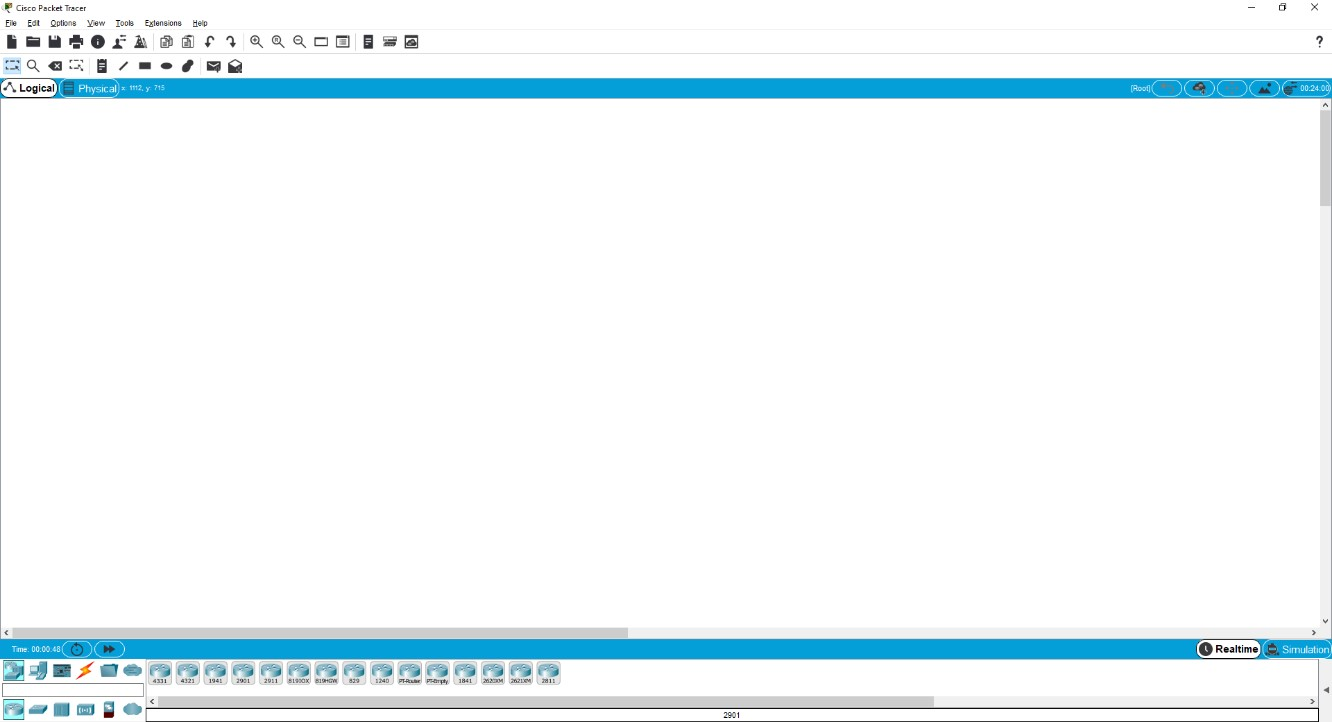 Cisco Packet Tracer
File Edit Options View Tools Extensions Help
?
Logical Physical x: 1112, y: 715 [Root] 00:24:00
Time: 00:00:48 Realtime Simulation
4331 4321 1941 2901 2911 819IOX 819HGW 829 1240 PT-Router PT-Empty 1841 2620XM 2621XM 2811
2901